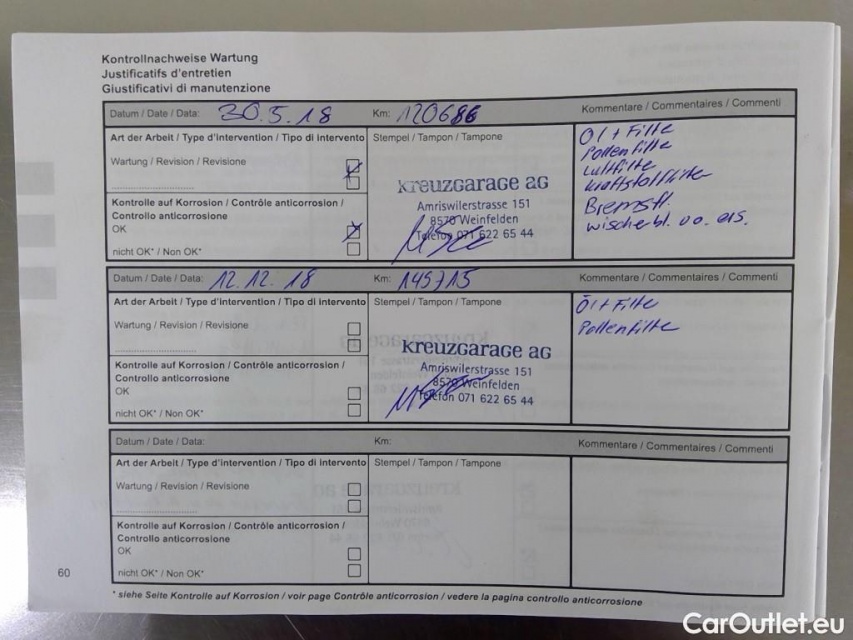 Kontrollnachweise Wartung
Justificatifs d'entretien
Giustificativi di manutenzione
Datum / Date / Data: 30.5.18 Km: 120686 Kommentare / Commentaires / Commenti
Art der Arbeit / Type d'intervention / Tipo di intervento Stempel / Tampon / Tampone
Öl + Filte
Pollenfilte
Luftfilte
Kraftstoffilte
Bremsfl.
wischerbl. vo.
Wartung / Revision / Revisione
kreuzgarage ag
Amriswilerstrasse 151
8570 Weinfelden
Telefon 071 622 65 44
Kontrolle auf Korrosion / Contrôle anticorrosion /
Controllo anticorrosione
OK
nicht OK* / Non OK*
Datum / Date / Data: 12.12.18 Km: 145715 Kommentare / Commentaires / Commenti
Art der Arbeit / Type d'intervention / Tipo di intervento Stempel / Tampon / Tampone
Öl + Filte
Pollenfilte
Wartung / Revision / Revisione
kreuzgarage ag
Amriswilerstrasse 151
8570 Weinfelden
Telefon 071 622 65 44
Kontrolle auf Korrosion / Contrôle anticorrosion /
Controllo anticorrosione
OK
nicht OK* / Non OK*
Datum / Date / Data: Km: Kommentare / Commentaires / Commenti
Art der Arbeit / Type d'intervention / Tipo di intervento Stempel / Tampon / Tampone
Wartung / Revision / Revisione
Kontrolle auf Korrosion / Contrôle anticorrosion /
Controllo anticorrosione
OK
nicht OK* / Non OK*
60
* siehe Seite Kontrolle auf Korrosion / voir page Contrôle anticorrosion / vedere la pagina controllo anticorrosione
CarOutlet.eu